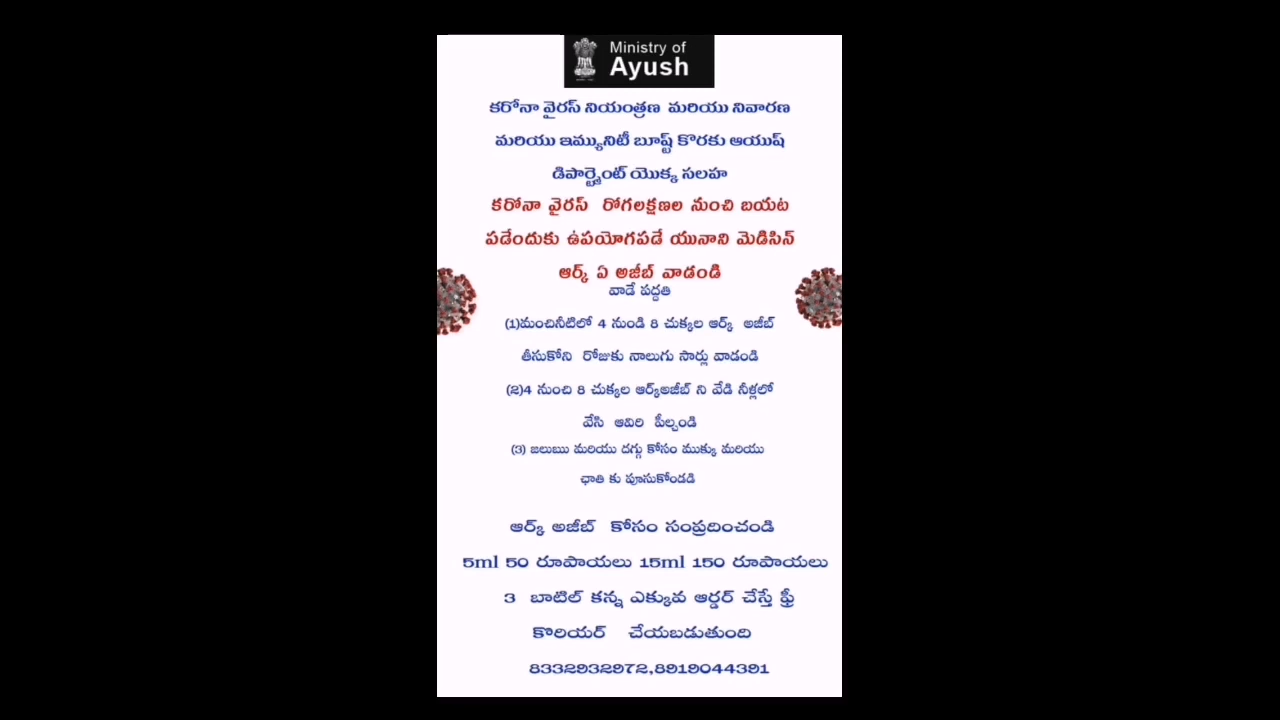 Ministry of
Ayush
కరోనా వైరస్ నియంత్రణ మరియు నివారణ
మరియు ఇమ్యునిటీ బూష్ట్ కొరకు ఆయుష్
డిపార్ట్మెంట్ యొక్క సలహ
కరోనా వైరస్ రోగలక్షణల నుంచి బయట
పడేందుకు ఉపయోగపడే యునాని మెడిసిన్
ఆర్క్ ఏ అజీబ్ వాడండి
వాడే పద్దతి
(1)మంచినీటిలో 4 నుండి 8 చుక్కల ఆర్క్ అజీబ్
తీసుకోని రోజుకు నాలుగు సార్లు వాడండి
(2)4 నుంచి 8 చుక్కల ఆర్క్అజీబ్ ని వేడి నీళ్లలో
వేసి ఆవిరి పీల్చండి
(3) జలుబు మరియు దగ్గు కోసం ముక్కు మరియు
ఛాతి కు పూసుకోండడి
ఆర్క్ అజీబ్ కోసం సంప్రదించండి
5ml 50 రూపాయలు 15ml 150 రూపాయలు
3 బాటిల్ కన్న ఎక్కువ ఆర్డర్ చేస్తే ఫ్రీ
కొరియర్ చేయబడుతుంది
8332932972,8919044391